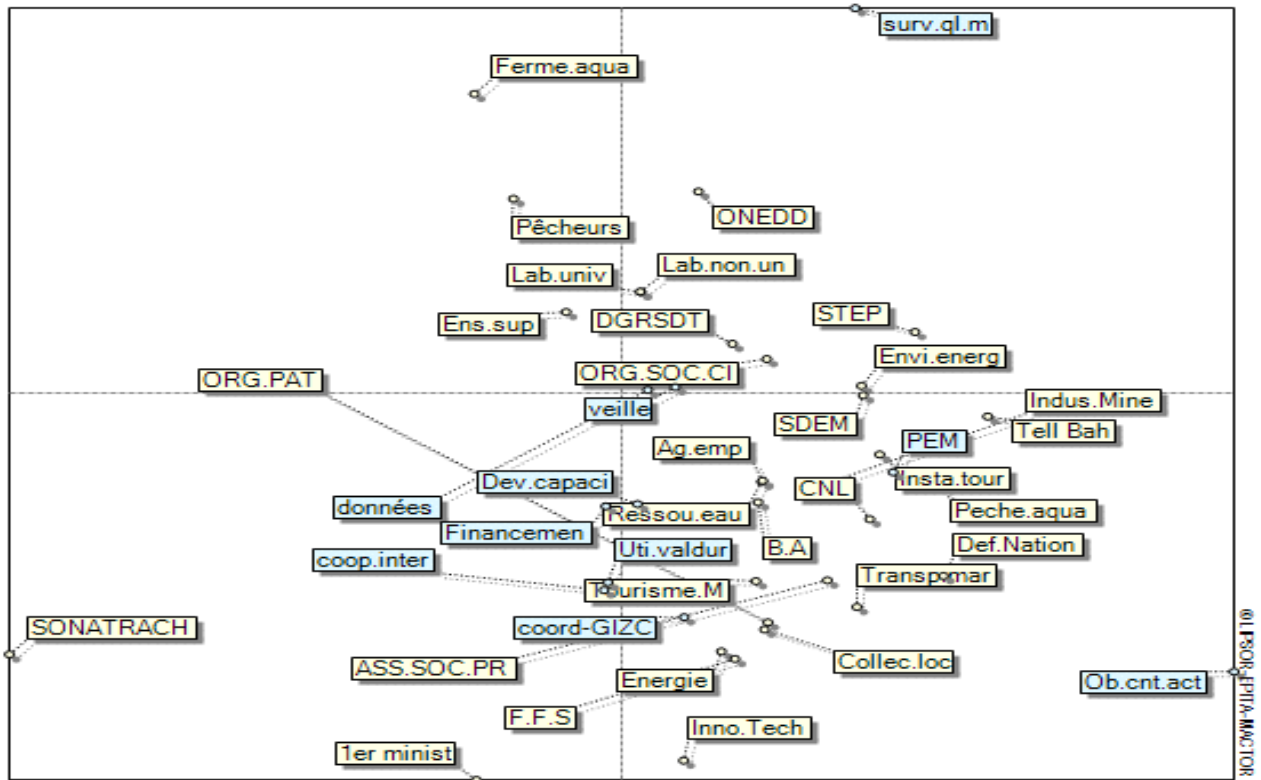 surv.ql.m
Ferme.aqua
ONEDD
Pêcheurs
Lab.non.un
Lab.univ
STEP
Ens.sup
DGRSDT
Envi.energ
ORG.SOC.CI
ORG.PAT
Indus.Mine
veille
SDEM
Tell Bah
PEM
Ag.emp
Dev.capaci
CNL
Insta.tour
données
Ressou.eau
Peche.aqua
Financemen
Uti.valdur
B.A
Def.Nation
coop.inter
Tourisme.M
Transp.mar
SONATRACH
coord-GIZC
ASS.SOC.PR
Collec.loc
Energie
Ob.cnt.act
F.F.S
Inno.Tech
1er minist
© LIPSOR-EPITA-MACTOR